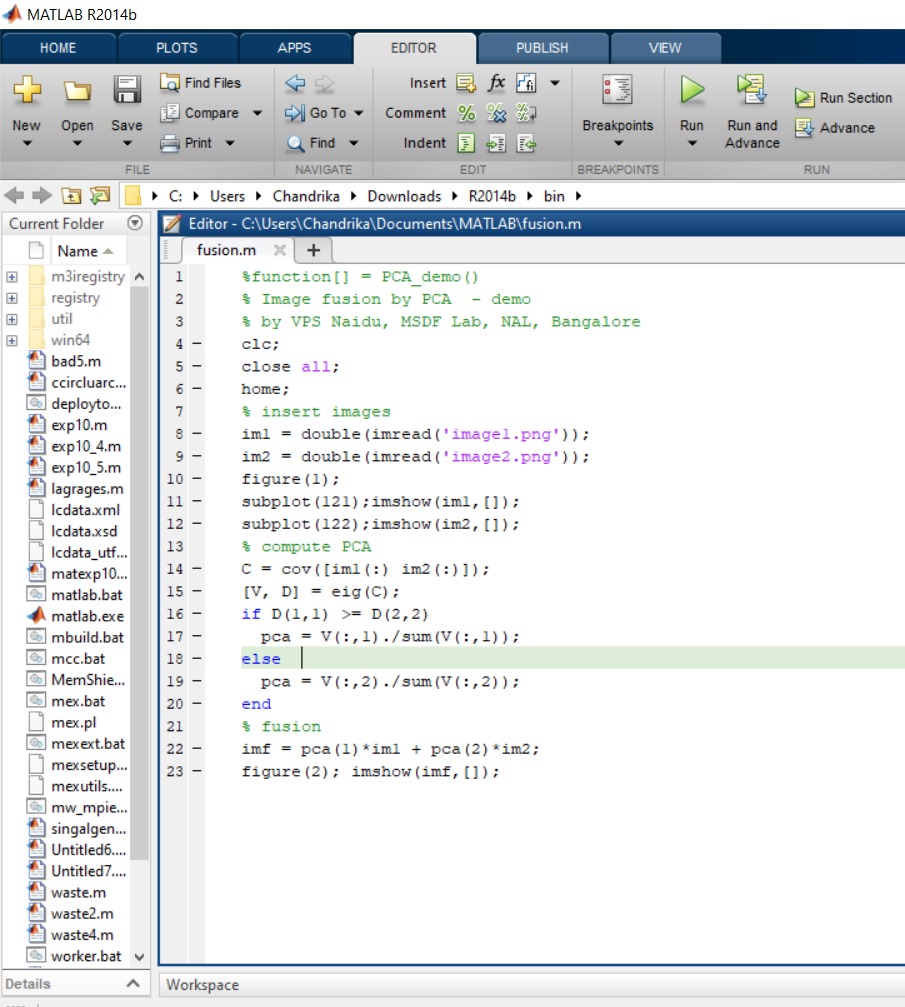 MATLAB R2014b
HOME PLOTS APPS EDITOR PUBLISH VIEW
New Open Save
Find Files
Compare
Print
FILE
Go To
Find
NAVIGATE
Insert fx
Comment
Indent
EDIT
Breakpoints
BREAKPOINTS
Run
Run and Advance
Run Section
Advance
RUN
C: Users Chandrika Downloads R2014b bin
Current Folder
Name
m3iregistry
registry
util
win64
bad5.m
ccircluarc...
deployto...
exp10.m
exp10_4.m
exp10_5.m
lagrages.m
lcdata.xml
lcdata.xsd
lcdata_utf...
matexp10...
matlab.bat
matlab.exe
mbuild.bat
mcc.bat
MemShie...
mex.bat
mex.pl
mexext.bat
mexsetup...
mexutils....
mw_mpie...
singalgen...
Untitled6....
Untitled7....
waste.m
waste2.m
waste4.m
worker.bat
Details
Editor - C:\Users\Chandrika\Documents\MATLAB\fusion.m
fusion.m
1 %function[] = PCA_demo()
2 % Image fusion by PCA  - demo
3 % by VPS Naidu, MSDF Lab, NAL, Bangalore
4 – clc;
5 – close all;
6 – home;
7 % insert images
8 – im1 = double(imread('image1.png'));
9 – im2 = double(imread('image2.png'));
10 – figure(1);
11 – subplot(121);imshow(im1,[]);
12 – subplot(122);imshow(im2,[]);
13 % compute PCA
14 – C = cov([im1(:) im2(:)]);
15 – [V, D] = eig(C);
16 – if D(1,1) >= D(2,2)
17 –   pca = V(:,1)./sum(V(:,1));
18 – else
19 –   pca = V(:,2)./sum(V(:,2));
20 – end
21 % fusion
22 – imf = pca(1)*im1 + pca(2)*im2;
23 – figure(2); imshow(imf,[]);
Workspace